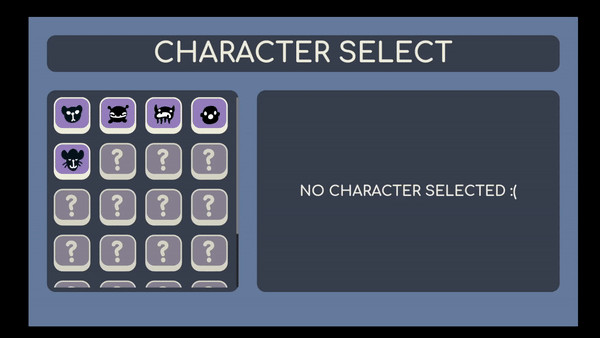 CHARACTER SELECT
? ?
? ? ? ?
? ? ? ?
NO CHARACTER SELECTED :(